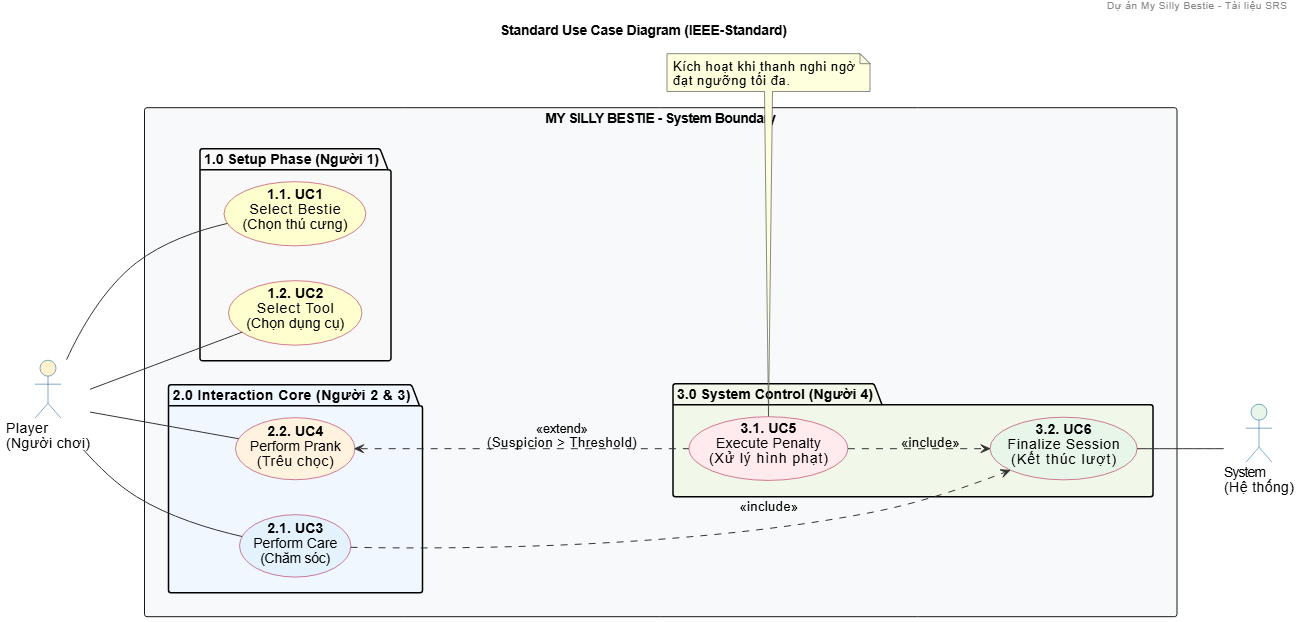 Dự án My Silly Bestie - Tài liệu SRS
Standard Use Case Diagram (IEEE-Standard)
Kích hoạt khi thanh nghi ngờ
đạt ngưỡng tối đa.
MY SILLY BESTIE - System Boundary
1.0 Setup Phase (Người 1)
1.1. UC1
Select Bestie
(Chọn thú cưng)
1.2. UC2
Select Tool
(Chọn dụng cụ)
Player
(Người chơi)
2.0 Interaction Core (Người 2 & 3)
2.2. UC4
Perform Prank
(Trêu chọc)
2.1. UC3
Perform Care
(Chăm sóc)
«extend»
(Suspicion > Threshold)
3.0 System Control (Người 4)
3.1. UC5
Execute Penalty
(Xử lý hình phạt)
«include»
3.2. UC6
Finalize Session
(Kết thúc lượt)
«include»
System
(Hệ thống)